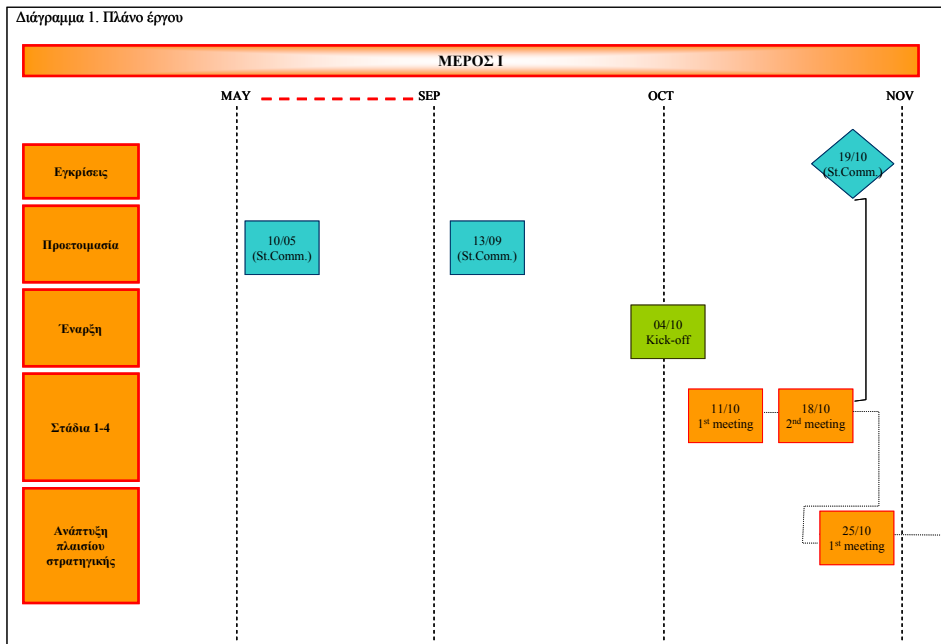 Διάγραμμα 1. Πλάνο έργου
ΜΕΡΟΣ Ι
MAY
SEP
OCT
NOV
Εγκρίσεις
19/10
(St.Comm.)
Προετοιμασία
10/05
(St.Comm.)
13/09
(St.Comm.)
Έναρξη
04/10
Kick-off
Στάδια 1-4
11/10
1st meeting
18/10
2nd meeting
Ανάπτυξη
πλαισίου
στρατηγικής
25/10
1st meeting